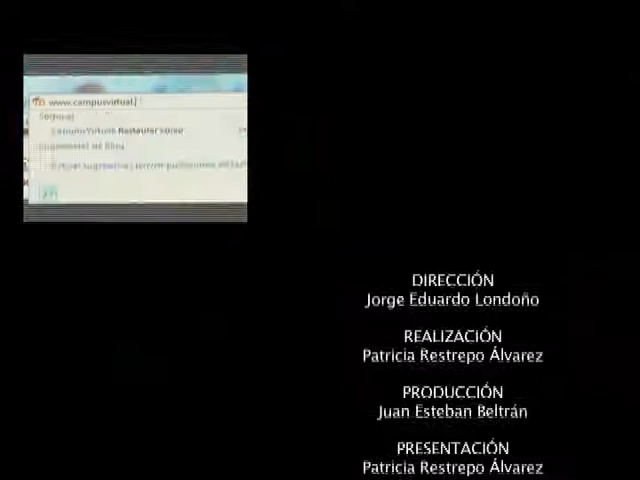 www.campusvirtual.
DIRECCIÓN
Jorge Eduardo Londoño
REALIZACIÓN
Patricia Restrepo Álvarez
PRODUCCIÓN
Juan Esteban Beltrán
PRESENTACIÓN
Patricia Restrepo Álvarez